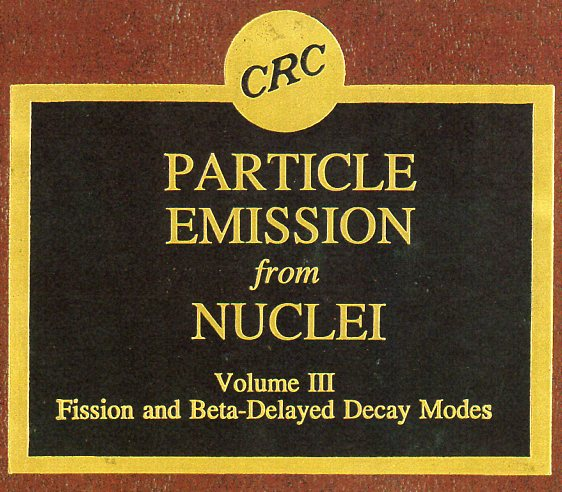 CRC
PARTICLE
EMISSION
from
NUCLEI
Volume III
Fission and Beta-Delayed Decay Modes